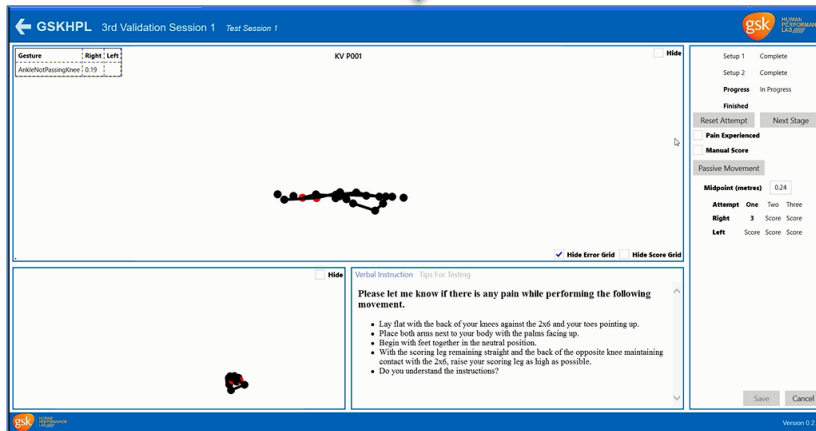 GSKHPL 3rd Validation Session 1 Test Session 1
gsk HUMAN PERFORMANCE LAB
Gesture Right Left
AnkleNotPassingKnee 0.19
KV P001
Hide
Hide Error Grid Hide Score Grid
Hide
Verbal Instruction Tips For Testing
Please let me know if there is any pain while performing the following
movement.
• Lay flat with the back of your knees against the 2x6 and your toes pointing up.
• Place both arms next to your body with the palms facing up.
• Begin with feet together in the neutral position.
• With the scoring leg remaining straight and the back of the opposite knee maintaining
contact with the 2x6, raise your scoring leg as high as possible.
• Do you understand the instructions?
Setup 1 Complete
Setup 2 Complete
Progress In Progress
Finished
Reset Attempt Next Stage
Pain Experienced
Manual Score
Passive Movement
Midpoint (metres) 0.24
Attempt One Two Three
Right 3 Score Score
Left Score Score Score
Save Cancel
gsk HUMAN PERFORMANCE LAB
Version 0.2